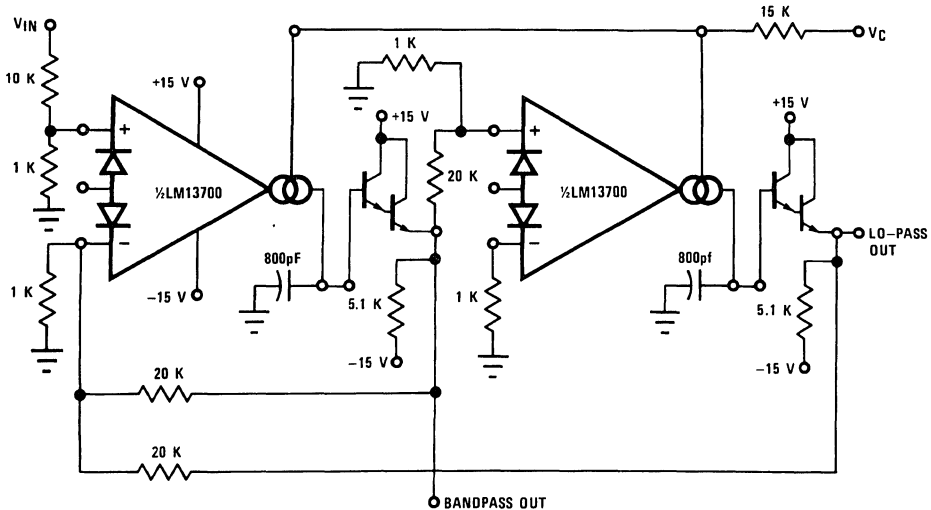 VIN
15 K
VC
1 K
10 K
+15 V
+15 V
+15 V
+
+
1 K
½LM13700
20 K
½LM13700
−
−
LO-PASS
OUT
800pF
800pf
1 K
−15 V
5.1 K
1 K
5.1 K
−15 V
−15 V
20 K
20 K
BANDPASS OUT